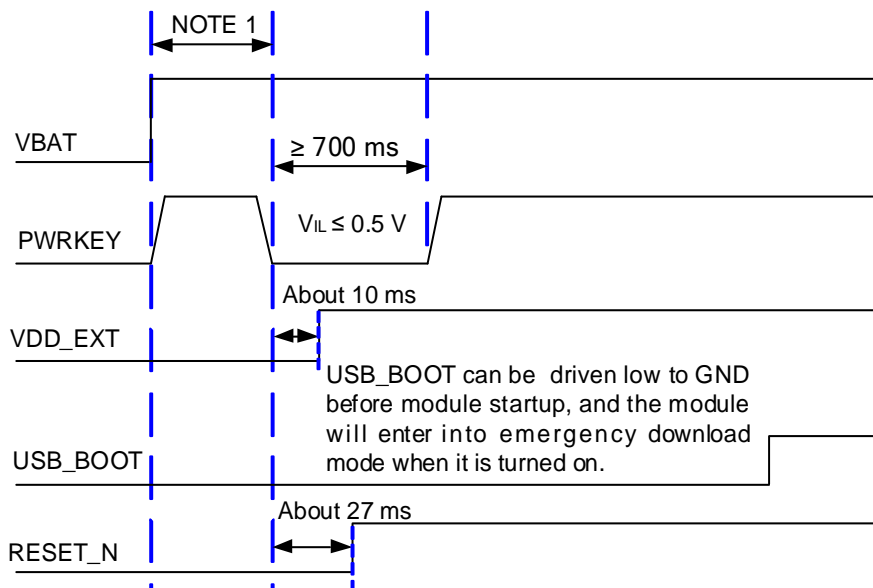 NOTE 1
VBAT
≥ 700 ms
PWRKEY
VIL ≤ 0.5 V
About 10 ms
VDD_EXT
USB_BOOT can be driven low to GND
before module startup, and the module
will enter into emergency download
mode when it is turned on.
USB_BOOT
About 27 ms
RESET_N